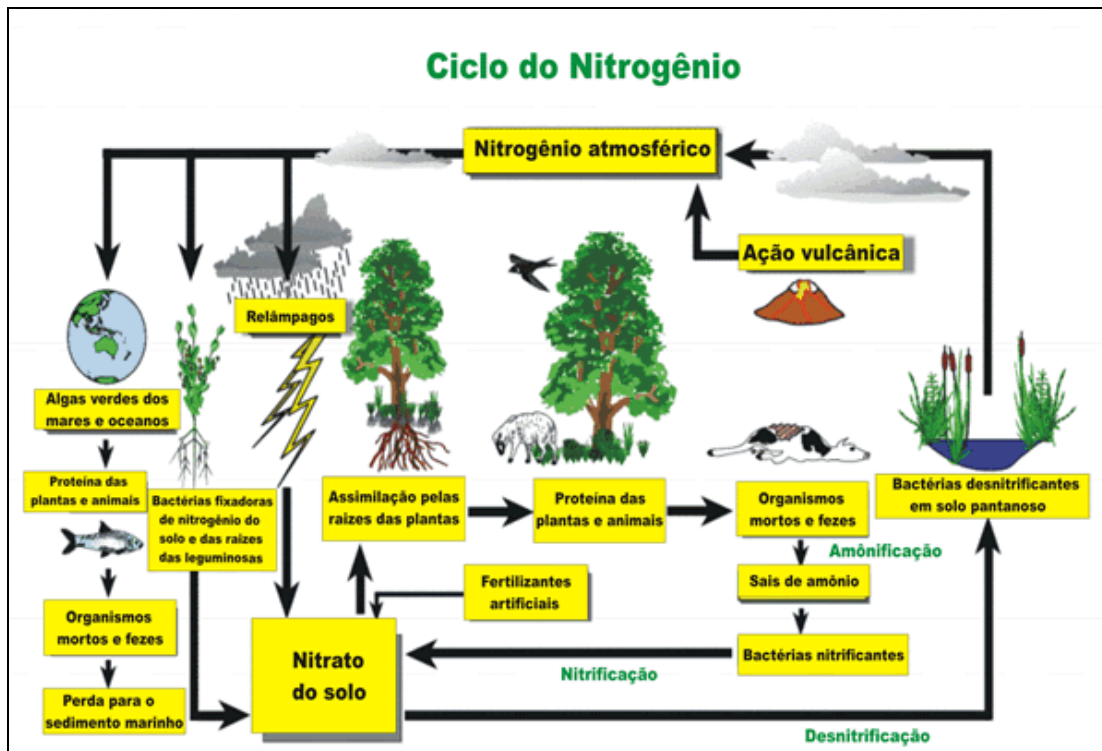 Ciclo do Nitrogênio
Nitrogênio atmosférico
Ação vulcânica
Relâmpagos
Algas verdes dos
mares e oceanos
Proteína das
plantas e animais
Bactérias fixadoras
de nitrogênio do
solo e das raízes
das leguminosas
Assimilação pelas
raizes das plantas
Proteína das
plantas e animais
Organismos
mortos e fezes
Bactérias desnitrificantes
em solo pantanoso
Amônificação
Sais de amônio
Fertilizantes
artificiais
Organismos
mortos e fezes
Nitrato
do solo
Bactérias nitrificantes
Nitrificação
Perda para o
sedimento marinho
Desnitrificação